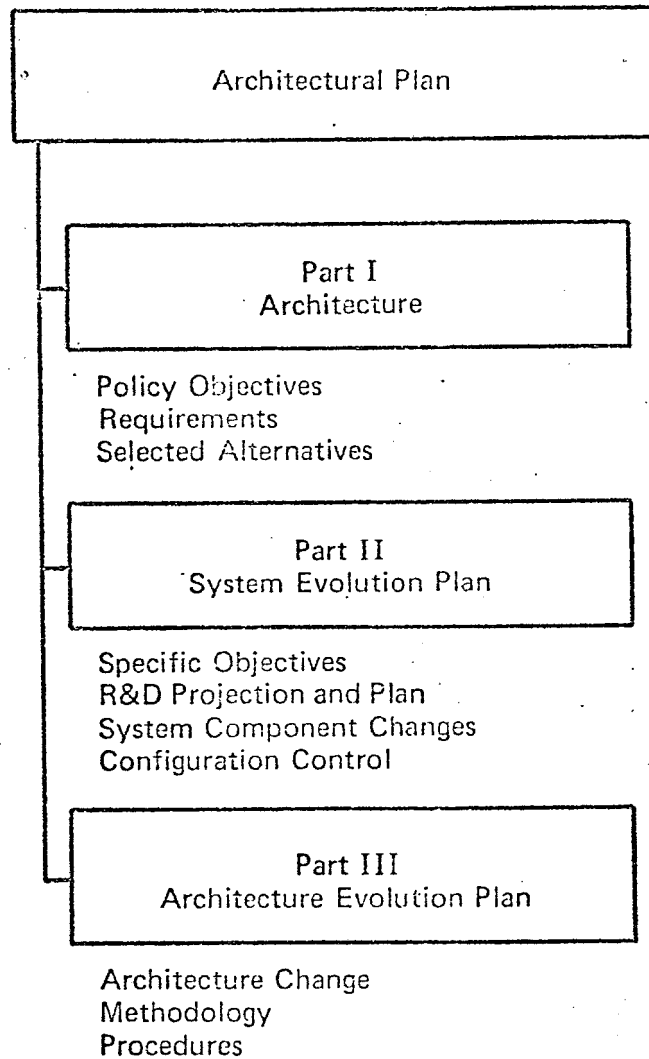 Architectural Plan
Part I
Architecture
Policy Objectives
Requirements
Selected Alternatives
Part II
System Evolution Plan
Specific Objectives
R&D Projection and Plan
System Component Changes
Configuration Control
Part III
Architecture Evolution Plan
Architecture Change
Methodology
Procedures